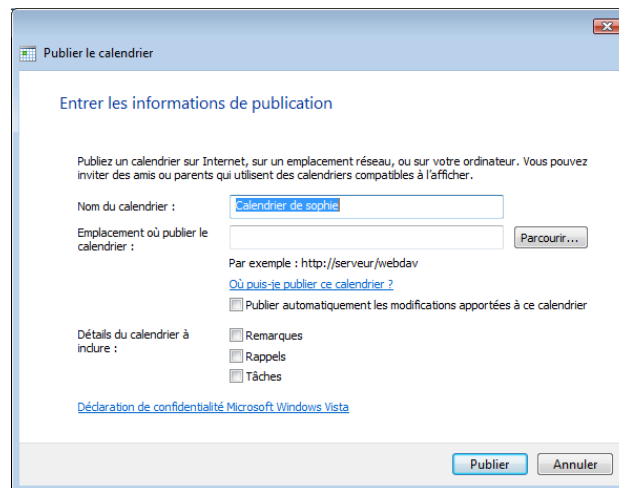 Publier le calendrier
Entrer les informations de publication
Publiez un calendrier sur Internet, sur un emplacement réseau, ou sur votre ordinateur. Vous pouvez
inviter des amis ou parents qui utilisent des calendriers compatibles à l'afficher.
Nom du calendrier :
Calendrier de sophie
Emplacement où publier le
calendrier :
Parcourir...
Par exemple : http://serveur/webdav
Où puis-je publier ce calendrier ?
Publier automatiquement les modifications apportées à ce calendrier
Détails du calendrier à
inclure :
Remarques
Rappels
Tâches
Déclaration de confidentialité Microsoft Windows Vista
Publier
Annuler